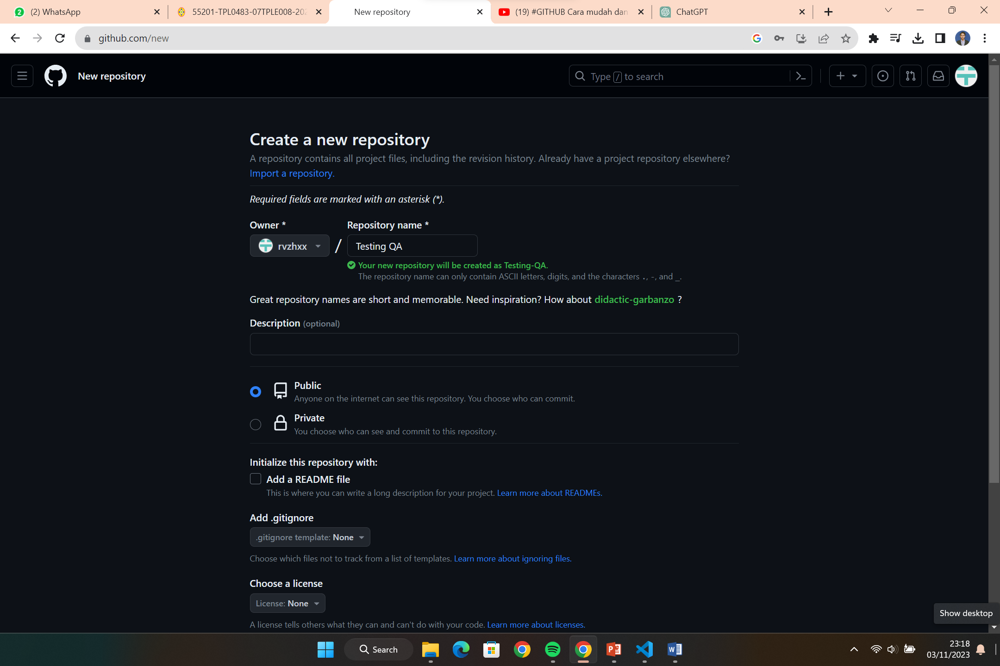 2
(2) WhatsApp
55201-TPL0483-07TPLE008-202
New repository
(19) #GITHUB Cara mudah dan
ChatGPT
github.com/new
New repository
Type / to search
Create a new repository
A repository contains all project files, including the revision history. Already have a project repository elsewhere?
Import a repository.
Required fields are marked with an asterisk (*).
Owner *
Repository name *
rvzhxx
/
Testing QA
Your new repository will be created as Testing-QA.
The repository name can only contain ASCII letters, digits, and the characters ., -, and _.
Great repository names are short and memorable. Need inspiration? How about didactic-garbanzo ?
Description (optional)
Public
Anyone on the internet can see this repository. You choose who can commit.
Private
You choose who can see and commit to this repository.
Initialize this repository with:
Add a README file
This is where you can write a long description for your project. Learn more about READMEs.
Add .gitignore
.gitignore template: None
Choose which files not to track from a list of templates. Learn more about ignoring files.
Choose a license
License: None
A license tells others what they can and can't do with your code. Learn more about licenses.
Show desktop
Search
23:18
03/11/2023